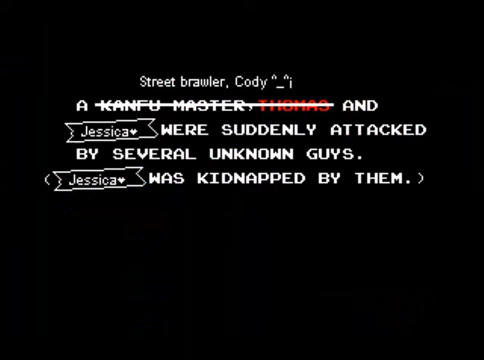 Street brawler, Cody ^_^;
A KANFU MASTER, THOMAS AND
Jessica♥ WERE SUDDENLY ATTACKED
BY SEVERAL UNKNOWN GUYS.
(Jessica♥ WAS KIDNAPPED BY THEM.)